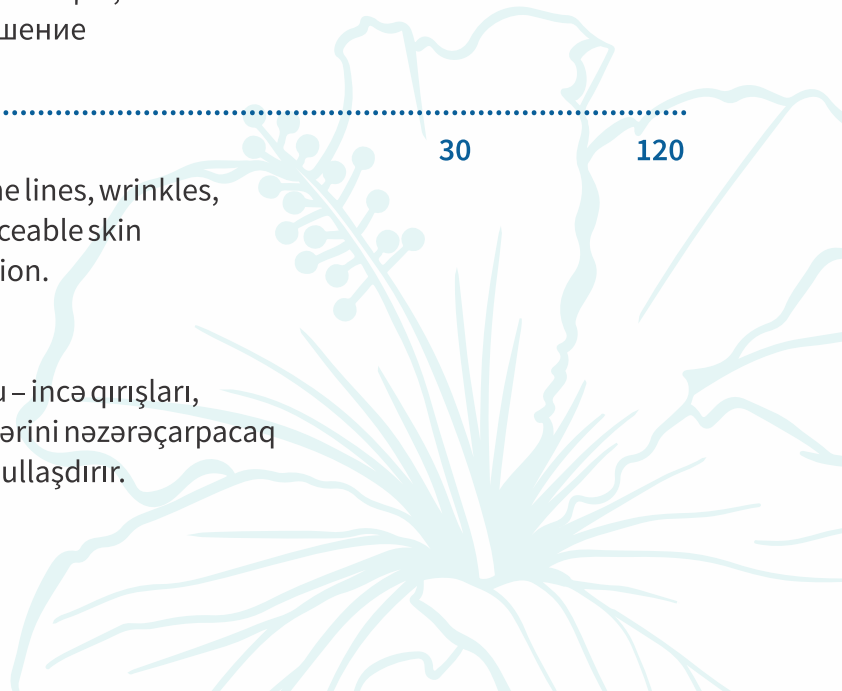 шение
30 120
ne lines, wrinkles,
ceable skin
ion.
u – incə qırışları,
ərini nəzərəçarpacaq
ullaşdırır.